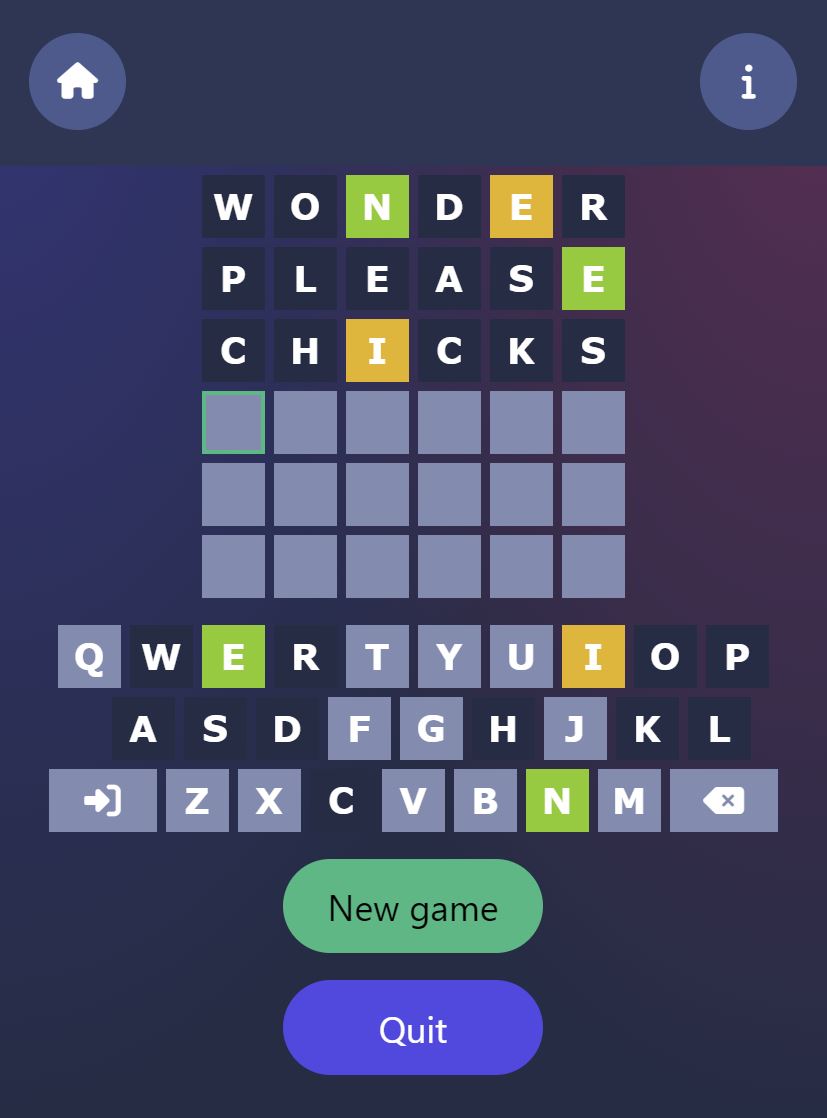 W O N D E R
P L E A S E
C H I C K S
Q W E R T Y U I O P
A S D F G H J K L
Z X C V B N M
New game
Quit